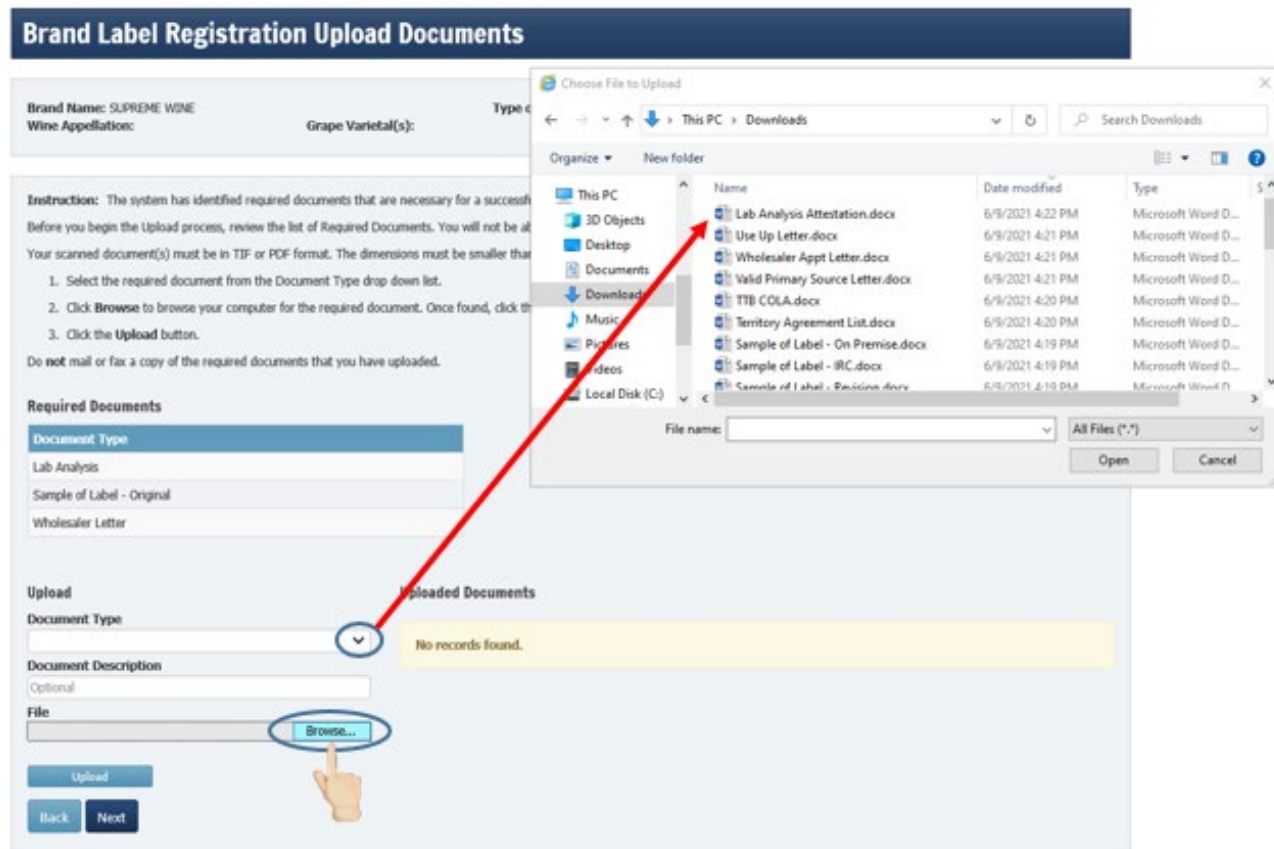 Brand Label Registration Upload Documents
Brand Name: SUPREME WINE
Type
Wine Appellation:
Grape Varietal(s):
Instruction: The system has identified required documents that are necessary for a
Before you begin the Upload process, review the list of Required Documents. You will not be
Your scanned document(s) must be in TIF or PDF format. The dimensions must be smaller
1. Select the required document from the Document Type drop down list.
2. Click Browse to browse your computer for the required document. Once found, click
3. Click the Upload button.
Do not mail or fax a copy of the required documents that you have uploaded.
Required Documents
Document Type
Lab Analysis
Sample of Label - Original
Wholesaler Letter
Upload
Document Type
Document Description
Optional
File
Browse...
Upload
Back Next
Uploaded Documents
No records found.
Choose File to Upload
This PC > Downloads
Search Downloads
Organize New folder
This PC
3D Objects
Desktop
Documents
Downloads
Music
Pictures
Videos
Local Disk (C:)
Name Date modified Type S
Lab Analysis Attestation.docx 6/9/2021 4:22 PM Microsoft Word D...
Use Up Letter.docx 6/9/2021 4:21 PM Microsoft Word D...
Wholesaler Appt Letter.docx 6/9/2021 4:21 PM Microsoft Word D...
Valid Primary Source Letter.docx 6/9/2021 4:21 PM Microsoft Word D...
TTB COLA.docx 6/9/2021 4:20 PM Microsoft Word D...
Territory Agreement List.docx 6/9/2021 4:20 PM Microsoft Word D...
Sample of Label - On Premise.docx 6/9/2021 4:19 PM Microsoft Word D...
Sample of Label - IRC.docx 6/9/2021 4:19 PM Microsoft Word D...
Sample of Label - Revision.docx 6/9/2021 4:19 PM Microsoft Word D...
File name:
All Files (*.*)
Open Cancel